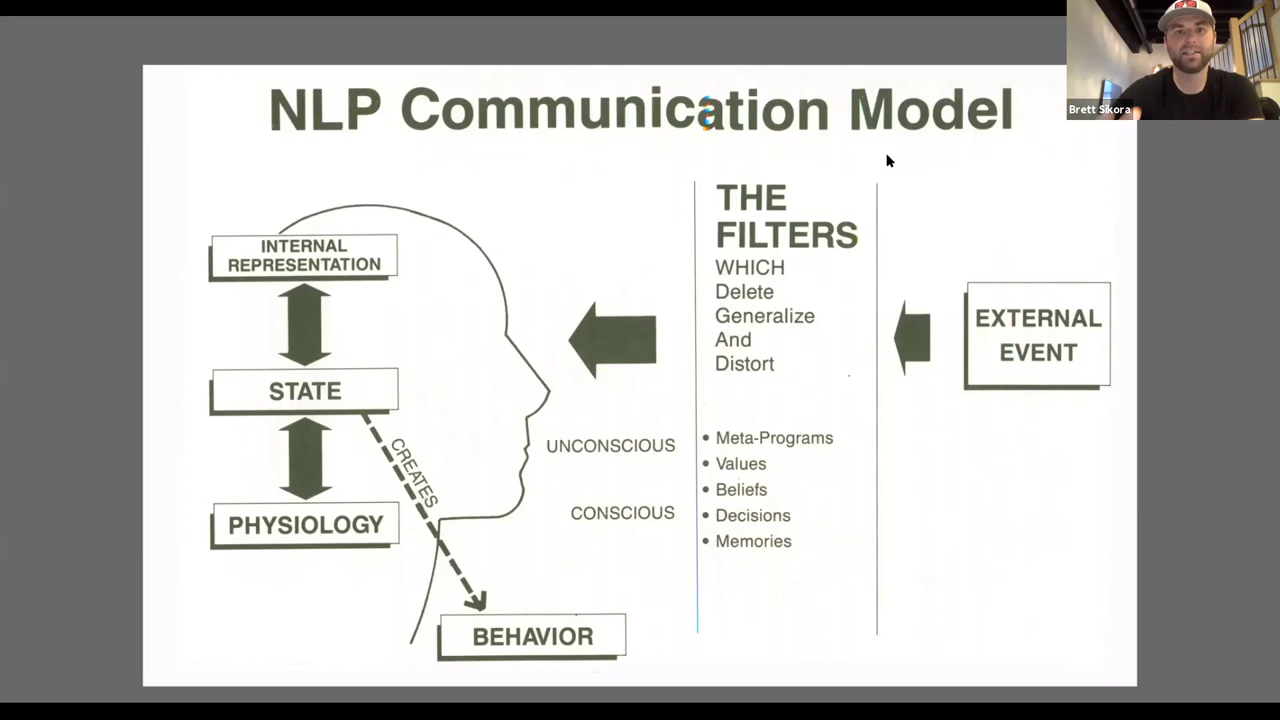 NLP Communication Model
Brett Sikora
THE
FILTERS
WHICH
Delete
Generalize
And
Distort
INTERNAL
REPRESENTATION
EXTERNAL
EVENT
STATE
CREATES
UNCONSCIOUS
CONSCIOUS
• Meta-Programs
• Values
• Beliefs
• Decisions
• Memories
PHYSIOLOGY
BEHAVIOR